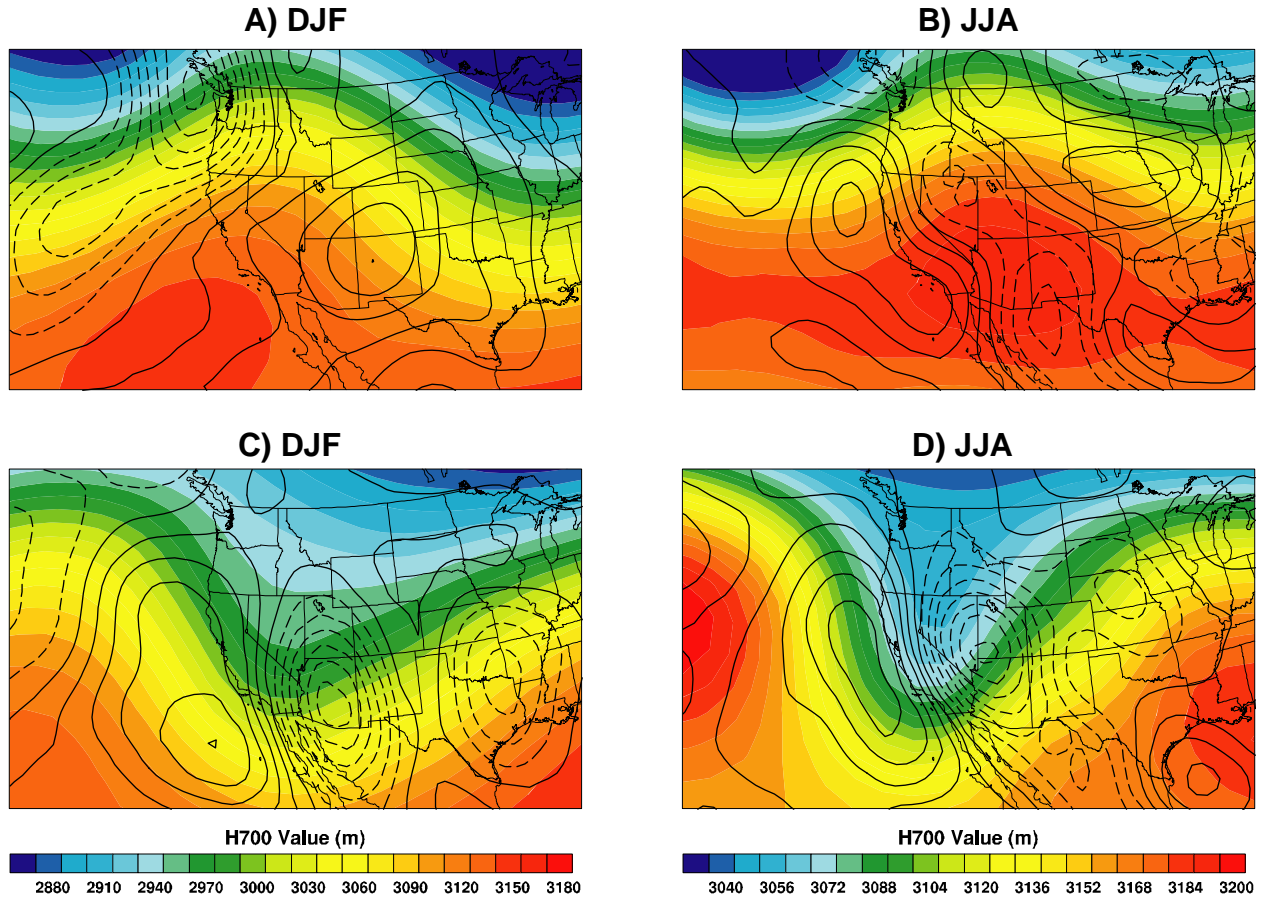 A) DJF
B) JJA
C) DJF
D) JJA
H700 Value (m)
2880 2910 2940 2970 3000 3030 3060 3090 3120 3150 3180
H700 Value (m)
3040 3056 3072 3088 3104 3120 3136 3152 3168 3184 3200